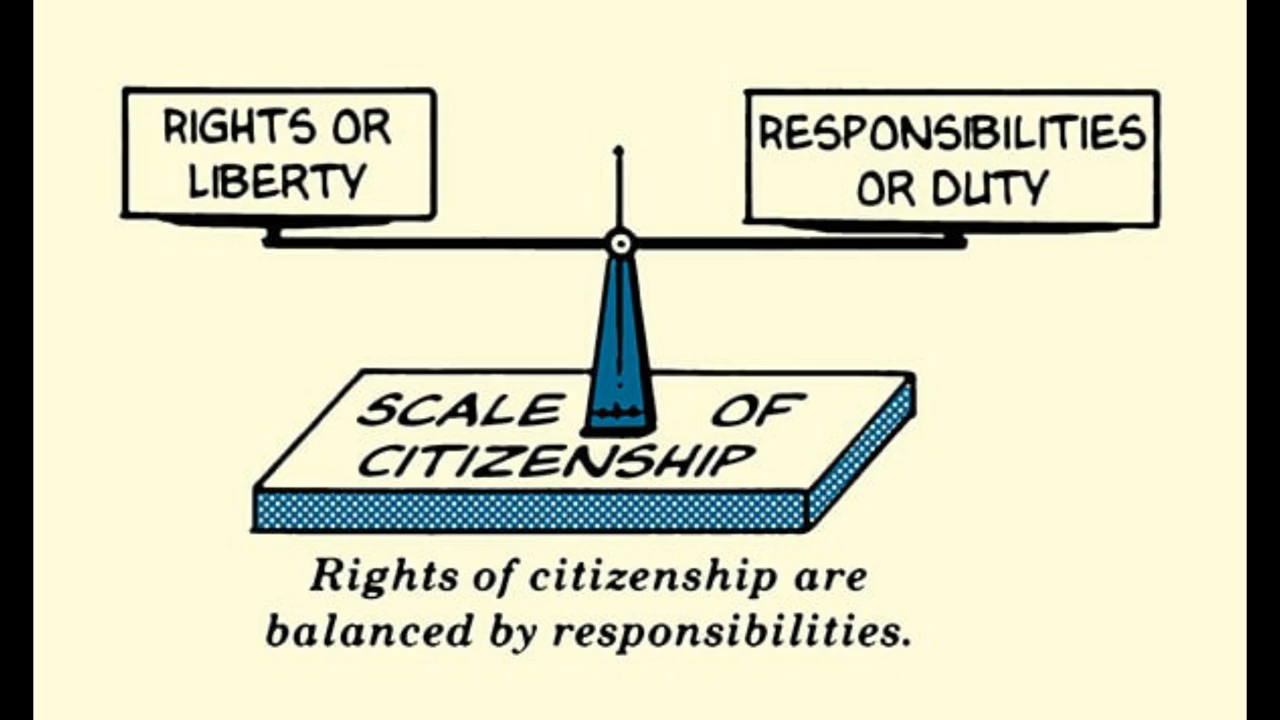 RIGHTS OR
LIBERTY
RESPONSIBILITIES
OR DUTY
SCALE OF
CITIZENSHIP
Rights of citizenship are
balanced by responsibilities.